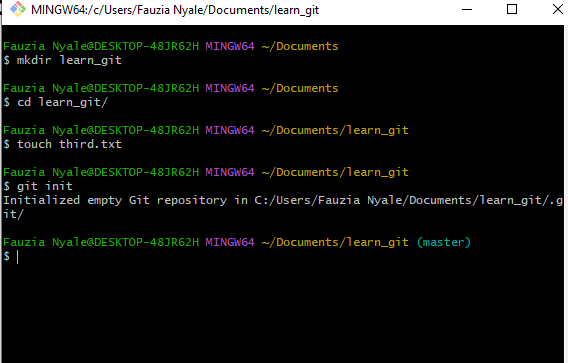 MINGW64:/c/Users/Fauzia Nyale/Documents/learn_git
Fauzia Nyale@DESKTOP-48JR62H MINGW64 ~/Documents
$ mkdir learn_git
Fauzia Nyale@DESKTOP-48JR62H MINGW64 ~/Documents
$ cd learn_git/
Fauzia Nyale@DESKTOP-48JR62H MINGW64 ~/Documents/learn_git
$ touch third.txt
Fauzia Nyale@DESKTOP-48JR62H MINGW64 ~/Documents/learn_git
$ git init
Initialized empty Git repository in C:/Users/Fauzia Nyale/Documents/learn_git/.g
it/
Fauzia Nyale@DESKTOP-48JR62H MINGW64 ~/Documents/learn_git (master)
$